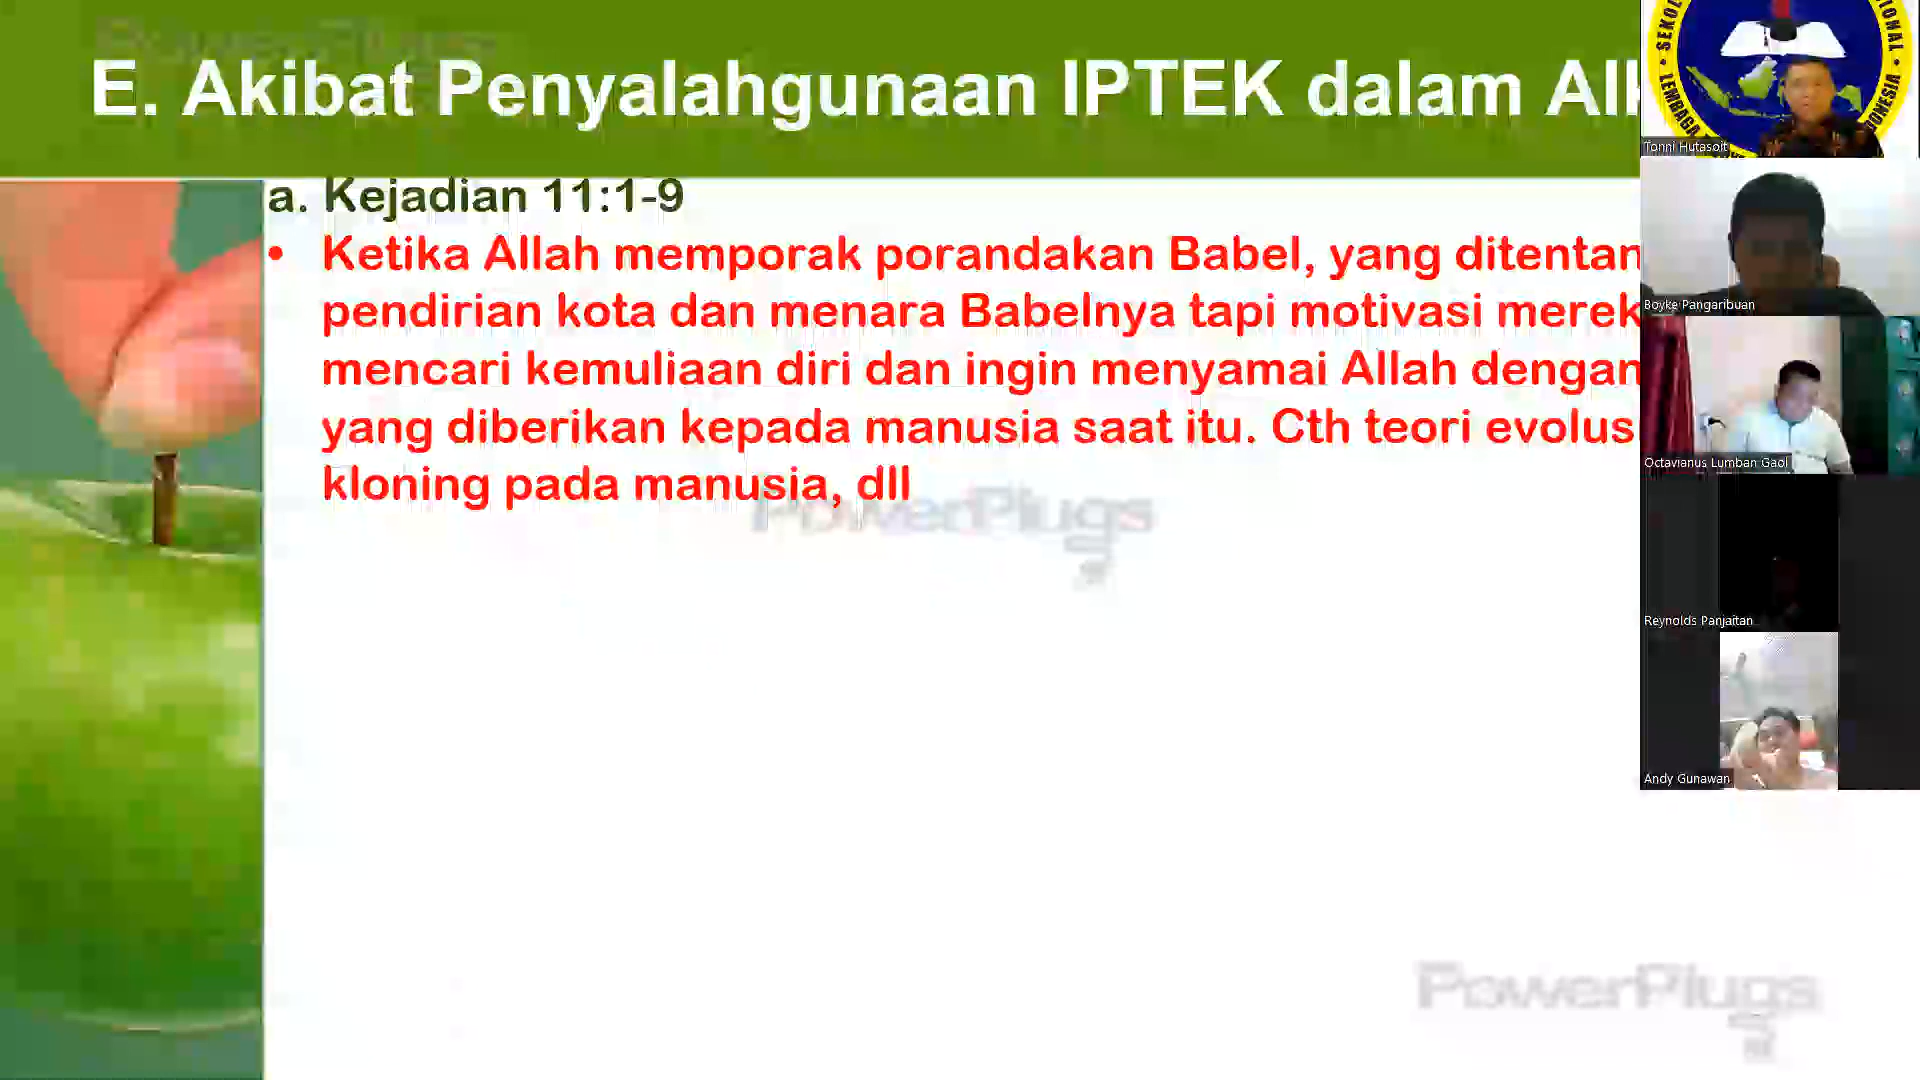 E. Akibat Penyalahgunaan IPTEK dalam Alk
a. Kejadian 11:1-9
• Ketika Allah memporak porandakan Babel, yang ditentan
pendirian kota dan menara Babelnya tapi motivasi merek
mencari kemuliaan diri dan ingin menyamai Allah dengan
yang diberikan kepada manusia saat itu. Cth teori evolus
kloning pada manusia, dll
PowerPlugs
PowerPlugs
PowerPlugs
LEMBAGA
Tonni Hutasoit
Boyke Pangaribuan
Octavianus Lumban Gaol
Reynolds Panjaitan
Andy Gunawan